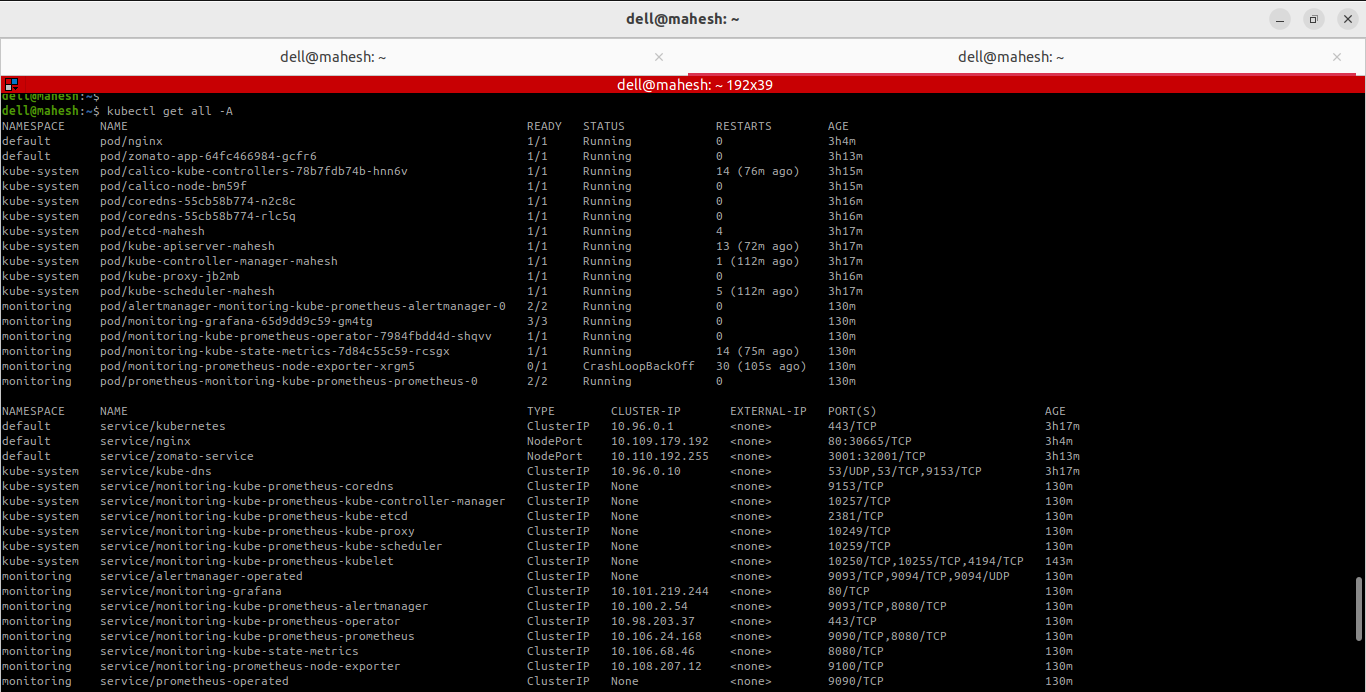 dell@mahesh: ~
dell@mahesh: ~ × dell@mahesh: ~ ×
dell@mahesh: ~ 192x39
dell@mahesh:~$
dell@mahesh:~$ kubectl get all -A
NAMESPACE NAME READY STATUS RESTARTS AGE
default pod/nginx 1/1 Running 0 3h4m
default pod/zomato-app-64fc466984-gcfr6 1/1 Running 0 3h13m
kube-system pod/calico-kube-controllers-78b7fdb74b-hnn6v 1/1 Running 14 (76m ago) 3h15m
kube-system pod/calico-node-bm59f 1/1 Running 0 3h15m
kube-system pod/coredns-55cb58b774-n2c8c 1/1 Running 0 3h16m
kube-system pod/coredns-55cb58b774-rlc5q 1/1 Running 0 3h16m
kube-system pod/etcd-mahesh 1/1 Running 4 3h17m
kube-system pod/kube-apiserver-mahesh 1/1 Running 13 (72m ago) 3h17m
kube-system pod/kube-controller-manager-mahesh 1/1 Running 1 (112m ago) 3h17m
kube-system pod/kube-proxy-jb2mb 1/1 Running 0 3h16m
kube-system pod/kube-scheduler-mahesh 1/1 Running 5 (112m ago) 3h17m
monitoring pod/alertmanager-monitoring-kube-prometheus-alertmanager-0 2/2 Running 0 130m
monitoring pod/monitoring-grafana-65d9dd9c59-gm4tg 3/3 Running 0 130m
monitoring pod/monitoring-kube-prometheus-operator-7984fbdd4d-shqvv 1/1 Running 0 130m
monitoring pod/monitoring-kube-state-metrics-7d84c55c59-rcsgx 1/1 Running 14 (75m ago) 130m
monitoring pod/monitoring-prometheus-node-exporter-xrgm5 0/1 CrashLoopBackOff 30 (105s ago) 130m
monitoring pod/prometheus-monitoring-kube-prometheus-prometheus-0 2/2 Running 0 130m
NAMESPACE NAME TYPE CLUSTER-IP EXTERNAL-IP PORT(S) AGE
default service/kubernetes ClusterIP 10.96.0.1 <none> 443/TCP 3h17m
default service/nginx NodePort 10.109.179.192 <none> 80:30665/TCP 3h4m
default service/zomato-service NodePort 10.110.192.255 <none> 3001:32001/TCP 3h13m
kube-system service/kube-dns ClusterIP 10.96.0.10 <none> 53/UDP,53/TCP,9153/TCP 3h17m
kube-system service/monitoring-kube-prometheus-coredns ClusterIP None <none> 9153/TCP 130m
kube-system service/monitoring-kube-prometheus-kube-controller-manager ClusterIP None <none> 10257/TCP 130m
kube-system service/monitoring-kube-prometheus-kube-etcd ClusterIP None <none> 2381/TCP 130m
kube-system service/monitoring-kube-prometheus-kube-proxy ClusterIP None <none> 10249/TCP 130m
kube-system service/monitoring-kube-prometheus-kube-scheduler ClusterIP None <none> 10259/TCP 130m
kube-system service/monitoring-kube-prometheus-kubelet ClusterIP None <none> 10250/TCP,10255/TCP,4194/TCP 143m
monitoring service/alertmanager-operated ClusterIP None <none> 9093/TCP,9094/TCP,9094/UDP 130m
monitoring service/monitoring-grafana ClusterIP 10.101.219.244 <none> 80/TCP 130m
monitoring service/monitoring-kube-prometheus-alertmanager ClusterIP 10.100.2.54 <none> 9093/TCP,8080/TCP 130m
monitoring service/monitoring-kube-prometheus-operator ClusterIP 10.98.203.37 <none> 443/TCP 130m
monitoring service/monitoring-kube-prometheus-prometheus ClusterIP 10.106.24.168 <none> 9090/TCP,8080/TCP 130m
monitoring service/monitoring-kube-state-metrics ClusterIP 10.106.68.46 <none> 8080/TCP 130m
monitoring service/monitoring-prometheus-node-exporter ClusterIP 10.108.207.12 <none> 9100/TCP 130m
monitoring service/prometheus-operated ClusterIP None <none> 9090/TCP 130m